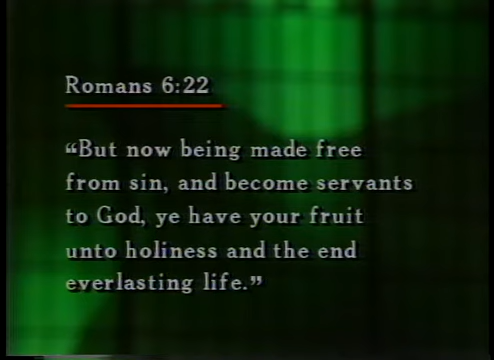 Romans 6:22
“But now being made free
from sin, and become servants
to God, ye have your fruit
unto holiness and the end
everlasting life.”